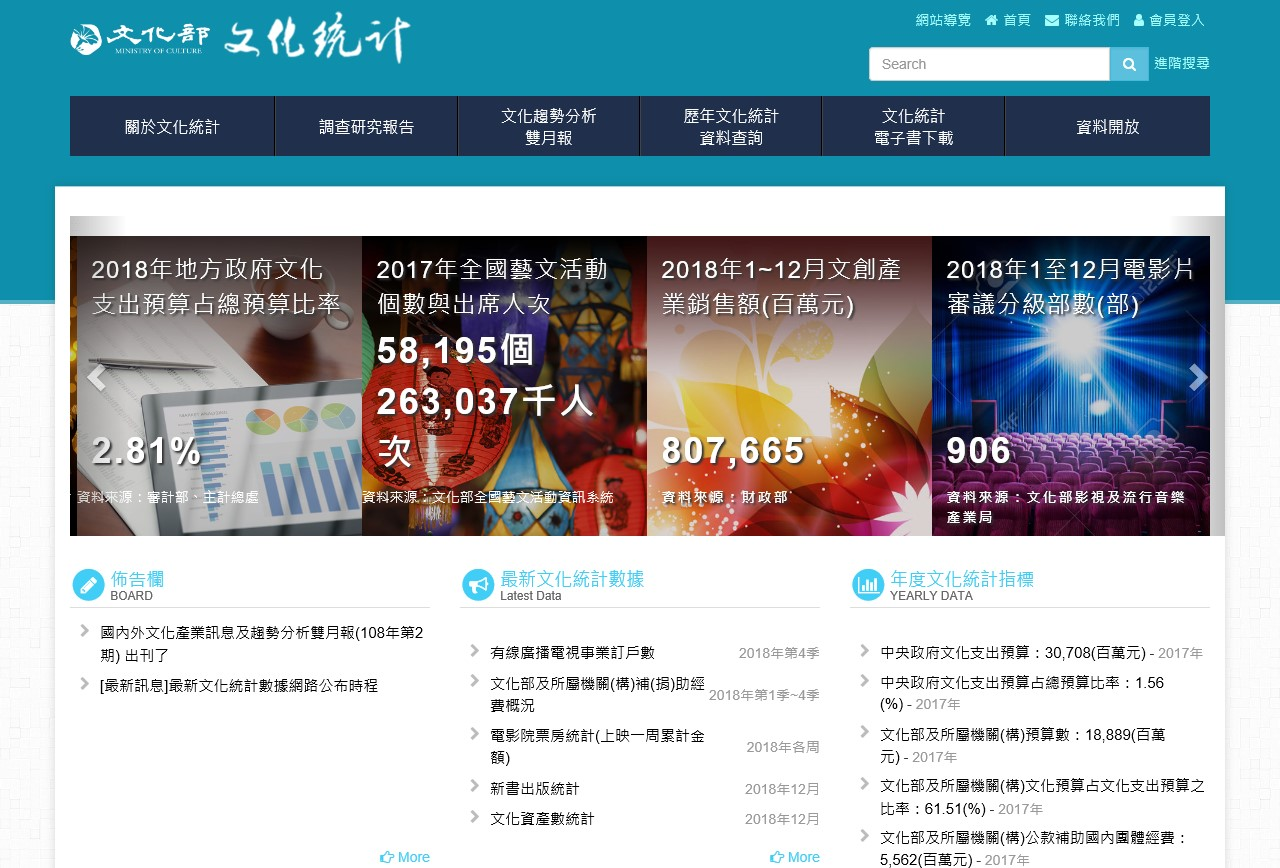 文化部
MINISTRY OF CULTURE
文化統计
網站導覽 首頁 聯絡我們 會員登入
Search
進階搜尋
關於文化統計
調查研究報告
文化趨勢分析
雙月報
歷年文化統計
資料查詢
文化統計
電子書下載
資料開放
2018年地方政府文化
支出預算占總預算比率
2.81%
資料來源：審計部、主計總處
2017年全國藝文活動
個數與出席人次
58,195個
263,037千人
次
資料來源：文化部全國藝文活動資訊系統
2018年1~12月文創產
業銷售額(百萬元)
807,665
資料來源：財政部
2018年1至12月電影片
審議分級部數(部)
906
資料來源：文化部影視及流行音樂
產業局
佈告欄
BOARD
國內外文化產業訊息及趨勢分析雙月報(108年第2
期) 出刊了
[最新訊息]最新文化統計數據網路公布時程
More
最新文化統計數據
Latest Data
有線廣播電視事業訂戶數 2018年第4季
文化部及所屬機關(構)補(捐)助經
費概況 2018年第1季~4季
電影院票房統計(上映一周累計金
額) 2018年各周
新書出版統計 2018年12月
文化資產數統計 2018年12月
More
年度文化統計指標
YEARLY DATA
中央政府文化支出預算：30,708(百萬元) - 2017年
中央政府文化支出預算占總預算比率：1.56
(%) - 2017年
文化部及所屬機關(構)預算數：18,889(百萬
元) - 2017年
文化部及所屬機關(構)文化預算占文化支出預算之
比率：61.51(%) - 2017年
文化部及所屬機關(構)公款補助國內團體經費：
5,562(百萬元) - 2017年